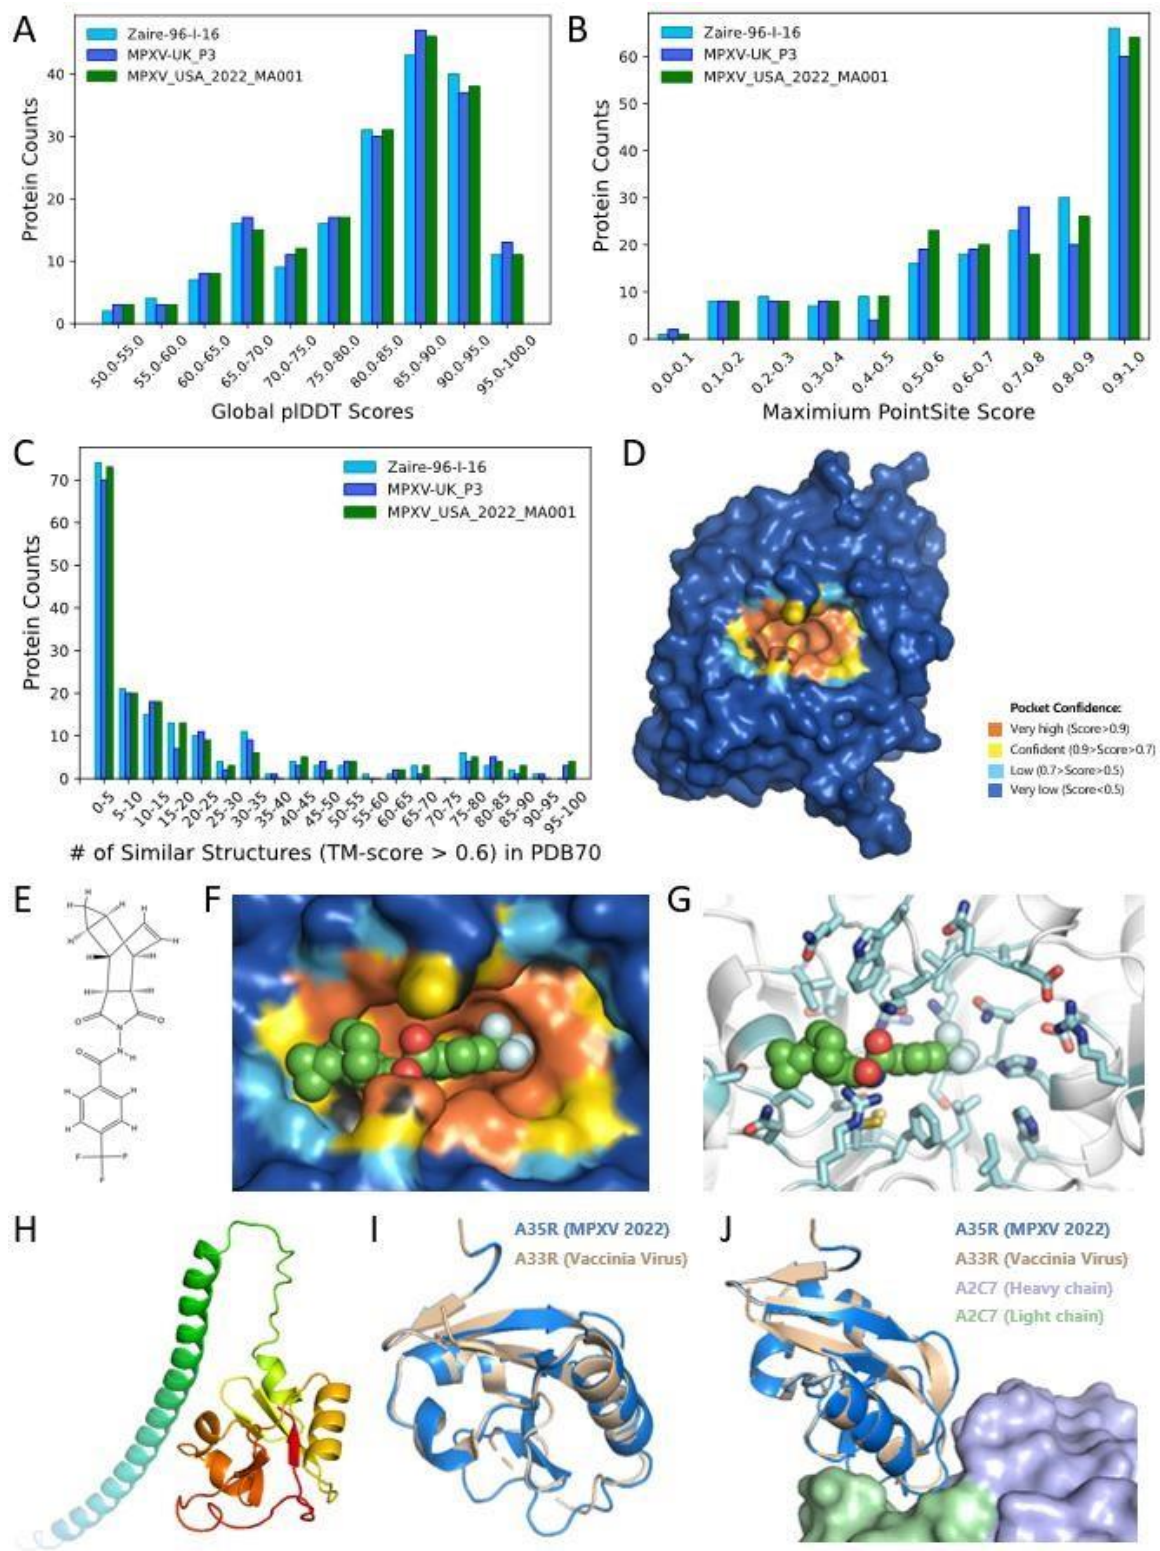 A
Zaire-96-I-16
MPXV-UK_P3
MPXV_USA_2022_MA001
Protein Counts
0
10
20
30
40
50.0-55.0
55.0-60.0
60.0-65.0
65.0-70.0
70.0-75.0
75.0-80.0
80.0-85.0
85.0-90.0
90.0-95.0
95.0-100.0
Global plDDT Scores
B
Zaire-96-I-16
MPXV-UK_P3
MPXV_USA_2022_MA001
Protein Counts
0
10
20
30
40
50
60
0.0-0.1
0.1-0.2
0.2-0.3
0.3-0.4
0.4-0.5
0.5-0.6
0.6-0.7
0.7-0.8
0.8-0.9
0.9-1.0
Maximium PointSite Score
C
Zaire-96-I-16
MPXV-UK_P3
MPXV_USA_2022_MA001
Protein Counts
0
10
20
30
40
50
60
70
0-5
5-10
10-15
15-20
20-25
25-30
30-35
35-40
40-45
45-50
50-55
55-60
60-65
65-70
70-75
75-80
80-85
85-90
90-95
95-100
# of Similar Structures (TM-score > 0.6) in PDB70
D
Pocket Confidence:
Very high (Score>0.9)
Confident (0.9>Score>0.7)
Low (0.7>Score>0.5)
Very low (Score<0.5)
E
H
H
H
H
H
H
H
H
H
O
O
N
O
N
H
H
H
H
H
F
F
F
F
G
H
I
A35R (MPXV 2022)
A33R (Vaccinia Virus)
J
A35R (MPXV 2022)
A33R (Vaccinia Virus)
A2C7 (Heavy chain)
A2C7 (Light chain)